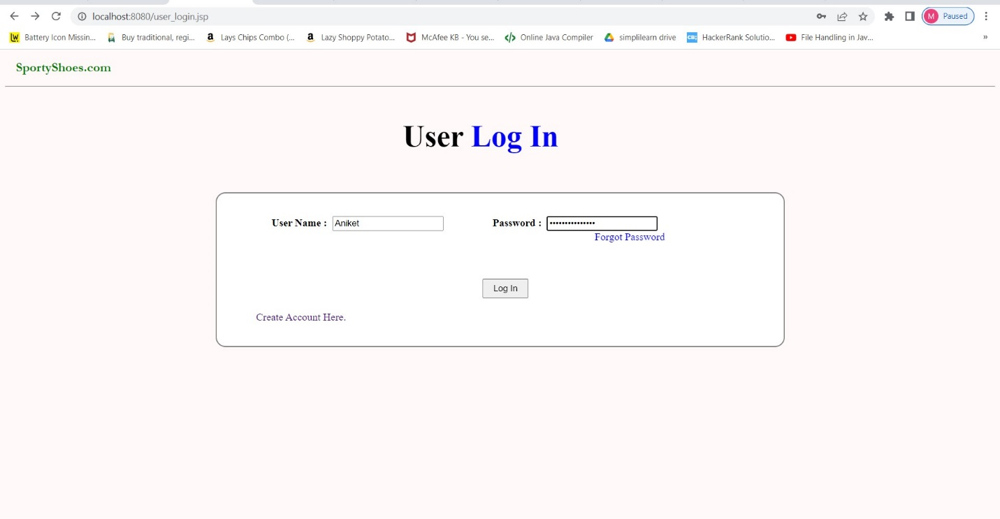 localhost:8080/user_login.jsp
M Paused
Battery Icon Missin... Buy traditional, regi... Lays Chips Combo (... Lazy Shoppy Potato... McAfee KB - You se... Online Java Compiler simplilearn drive HackerRank Solutio... File Handling in Jav... »
SportyShoes.com
User Log In
User Name : Aniket Password : •••••••••••••••
Forgot Password
Log In
Create Account Here.